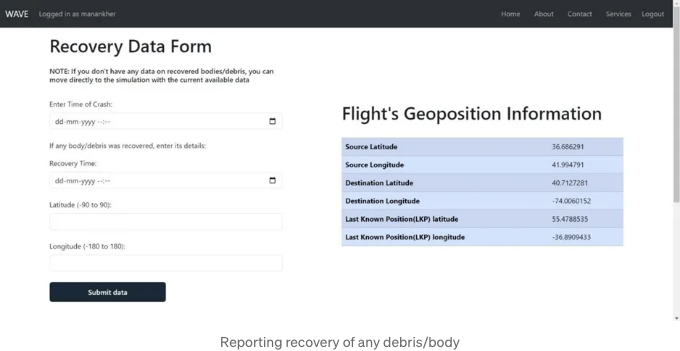 WAVE Logged in as manankher Home About Contact Services Logout
Recovery Data Form
NOTE: If you don't have any data on recovered bodies/debris, you can
move directly to the simulation with the current available data
Enter Time of Crash:
dd-mm-yyyy --:--
If any body/debris was recovered, enter its details:
Recovery Time:
dd-mm-yyyy --:--
Latitude (-90 to 90):
Longitude (-180 to 180):
Submit data
Flight's Geoposition Information
Source Latitude 36.686291
Source Longitude 41.994791
Destination Latitude 40.7127281
Destination Longitude -74.0060152
Last Known Position(LKP) latitude 55.4788535
Last Known Position(LKP) longitude -36.8909433
Reporting recovery of any debris/body